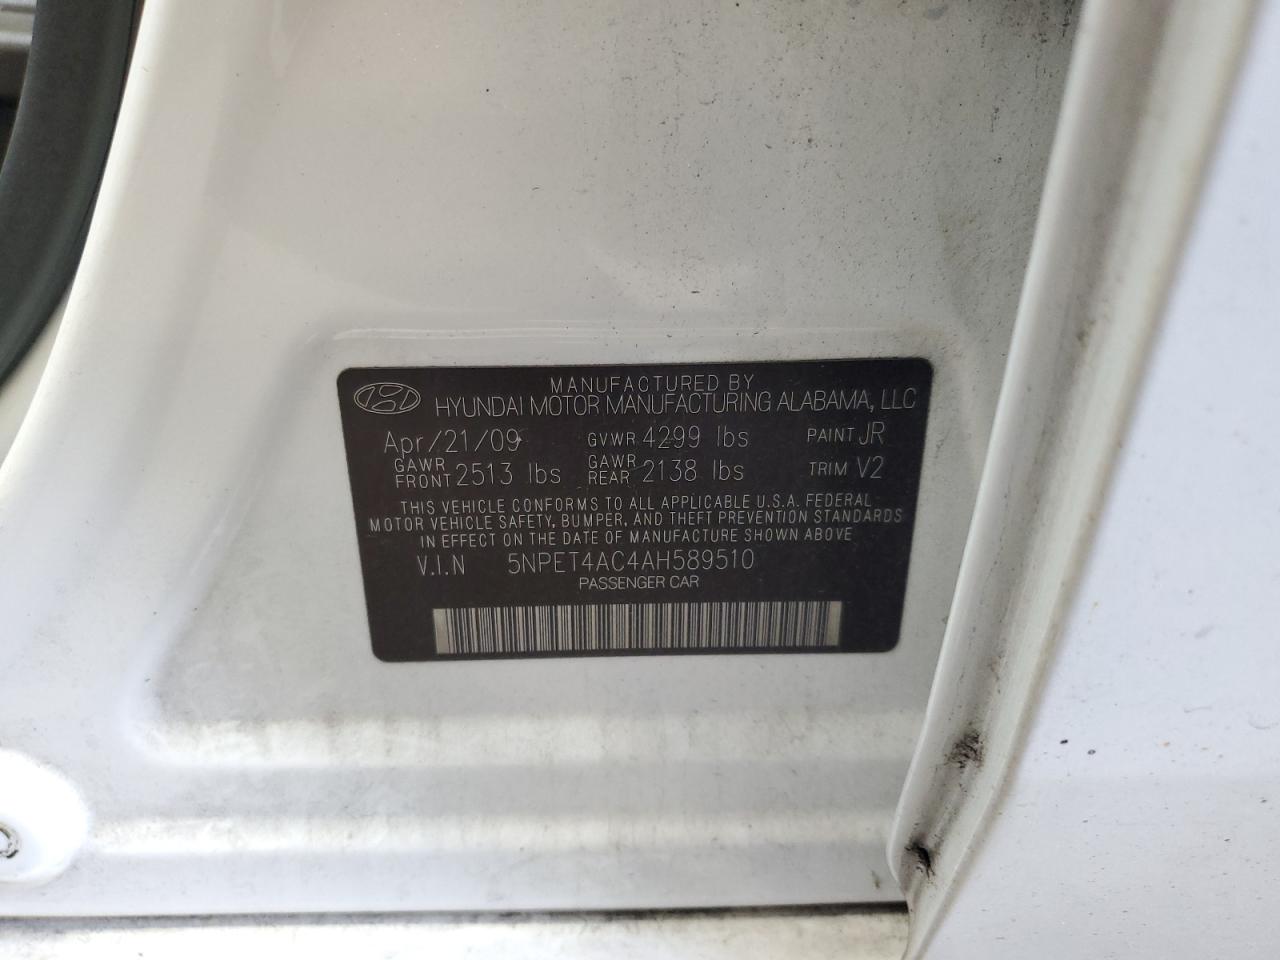 MANUFACTURED BY
HYUNDAI MOTOR MANUFACTURING ALABAMA, LLC
Apr/21/09 GVWR 4299 lbs PAINT JR
GAWR FRONT 2513 lbs GAWR REAR 2138 lbs TRIM V2
THIS VEHICLE CONFORMS TO ALL APPLICABLE U.S.A. FEDERAL
MOTOR VEHICLE SAFETY, BUMPER, AND THEFT PREVENTION STANDARDS
IN EFFECT ON THE DATE OF MANUFACTURE SHOWN ABOVE
V.I.N 5NPET4AC4AH589510
PASSENGER CAR